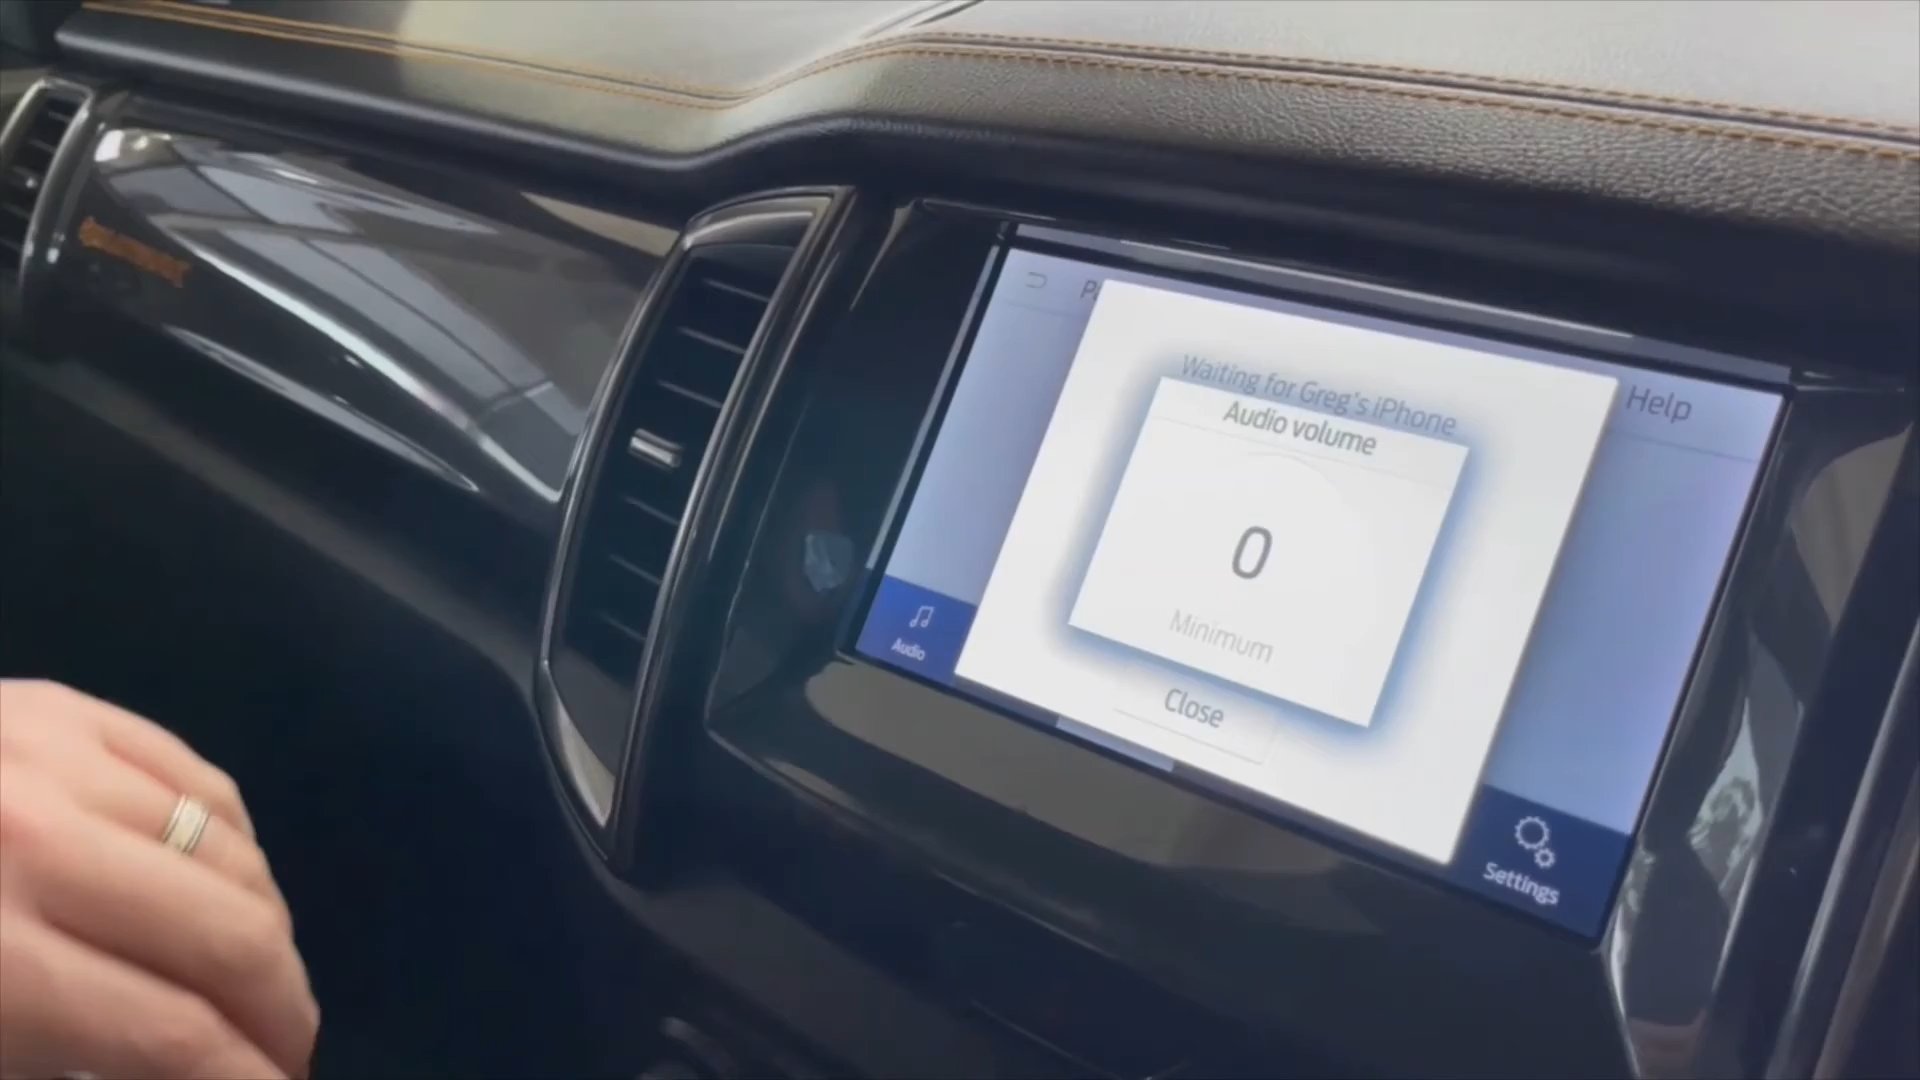 Help
Waiting for Greg's iPhone
Audio volume
0
Minimum
Close
Audio
Settings